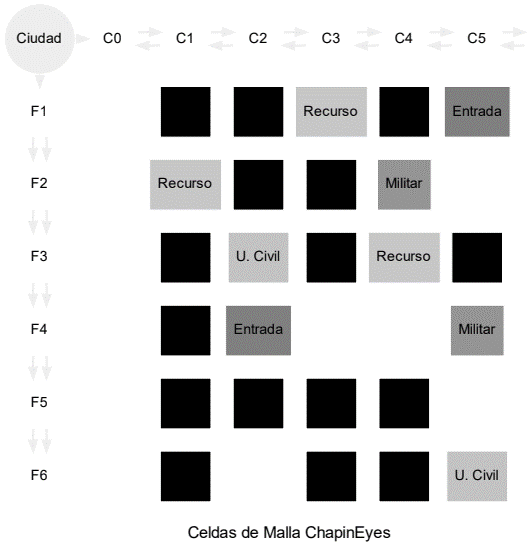 Ciudad C0 C1 C2 C3 C4 C5
F1 Recurso Entrada
F2 Recurso Militar
F3 U. Civil Recurso
F4 Entrada Militar
F5
F6 U. Civil
Celdas de Malla ChapinEyes